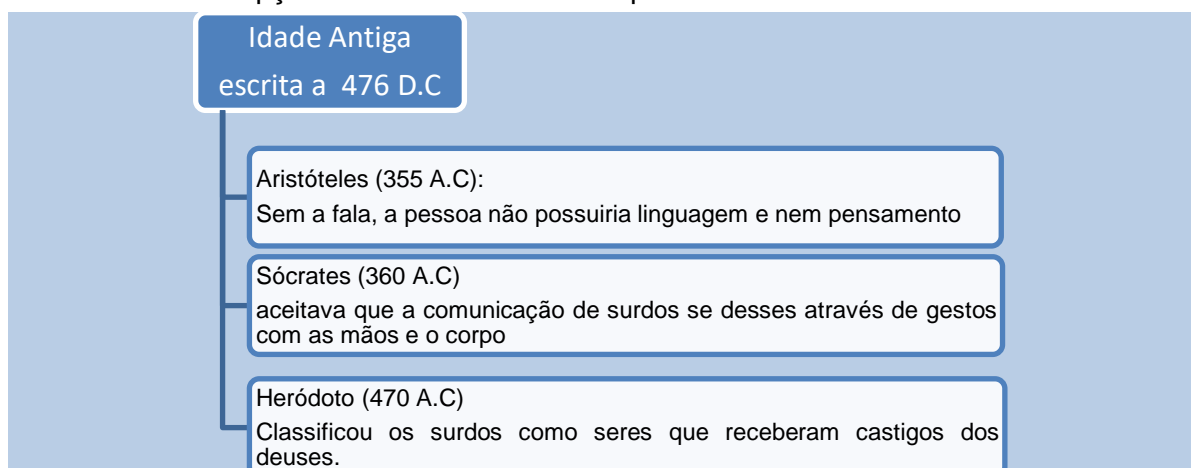 Idade Antiga
escrita a 476 D.C
Aristóteles (355 A.C):
Sem a fala, a pessoa não possuiria linguagem e nem pensamento
Sócrates (360 A.C)
aceitava que a comunicação de surdos se desses através de gestos
com as mãos e o corpo
Heródoto (470 A.C)
Classificou os surdos como seres que receberam castigos dos
deuses.